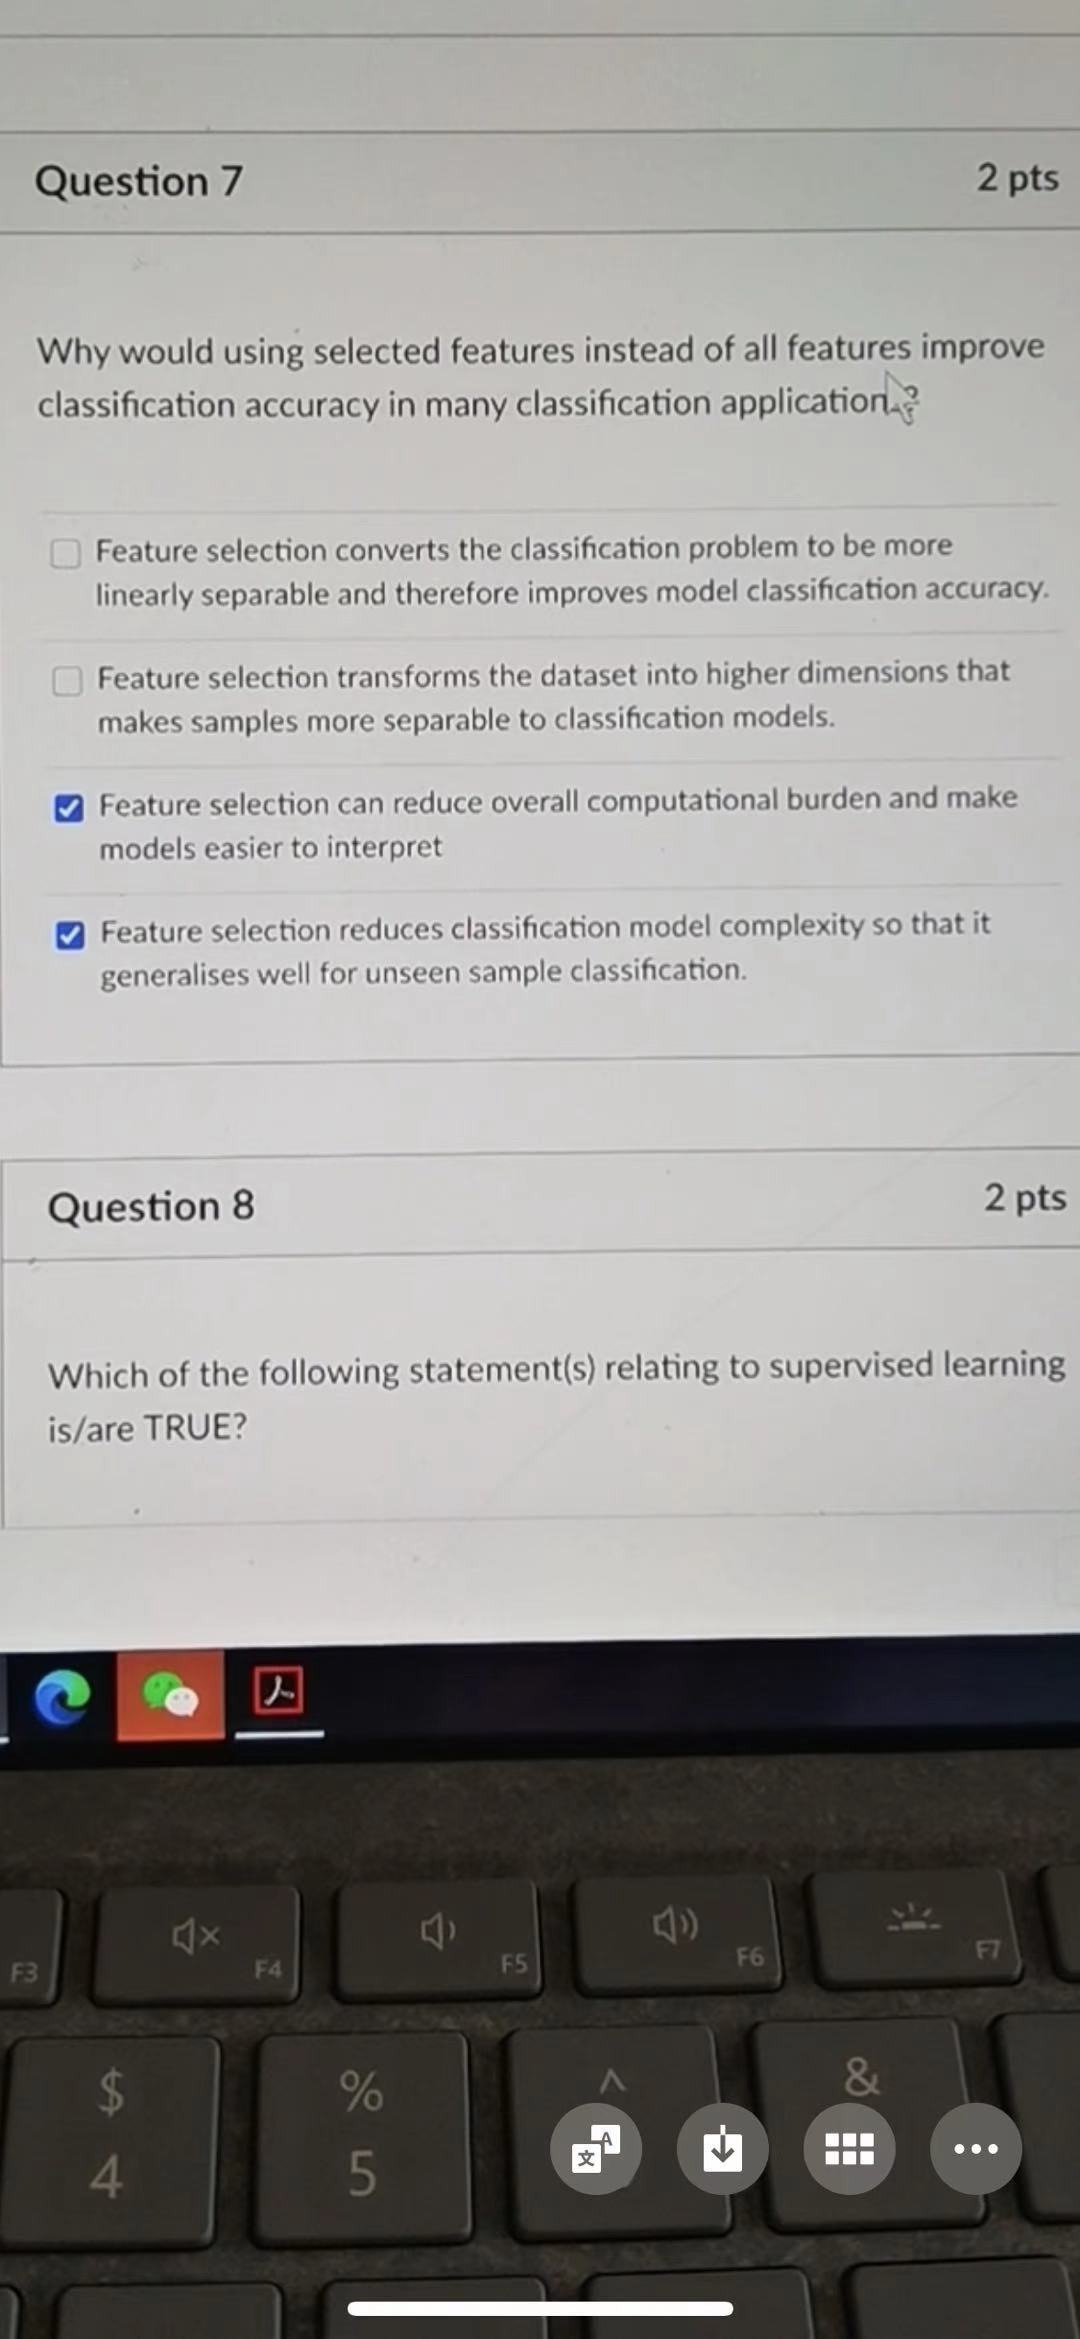 Question 7
2 pts
Why would using selected features instead of all features improve
classification accuracy in many classification application
Feature selection converts the classification problem to be more
linearly separable and therefore improves model classification accuracy.
Feature selection transforms the dataset into higher dimensions that
makes samples more separable to classification models.
Feature selection can reduce overall computational burden and make
models easier to interpret
Feature selection reduces classification model complexity so that it
generalises well for unseen sample classification.
Question 8
2 pts
Which of the following statement(s) relating to supervised learning
is/are TRUE?
F3
F4
F5
F6
F7
$
4
%
5
^
&
文
A